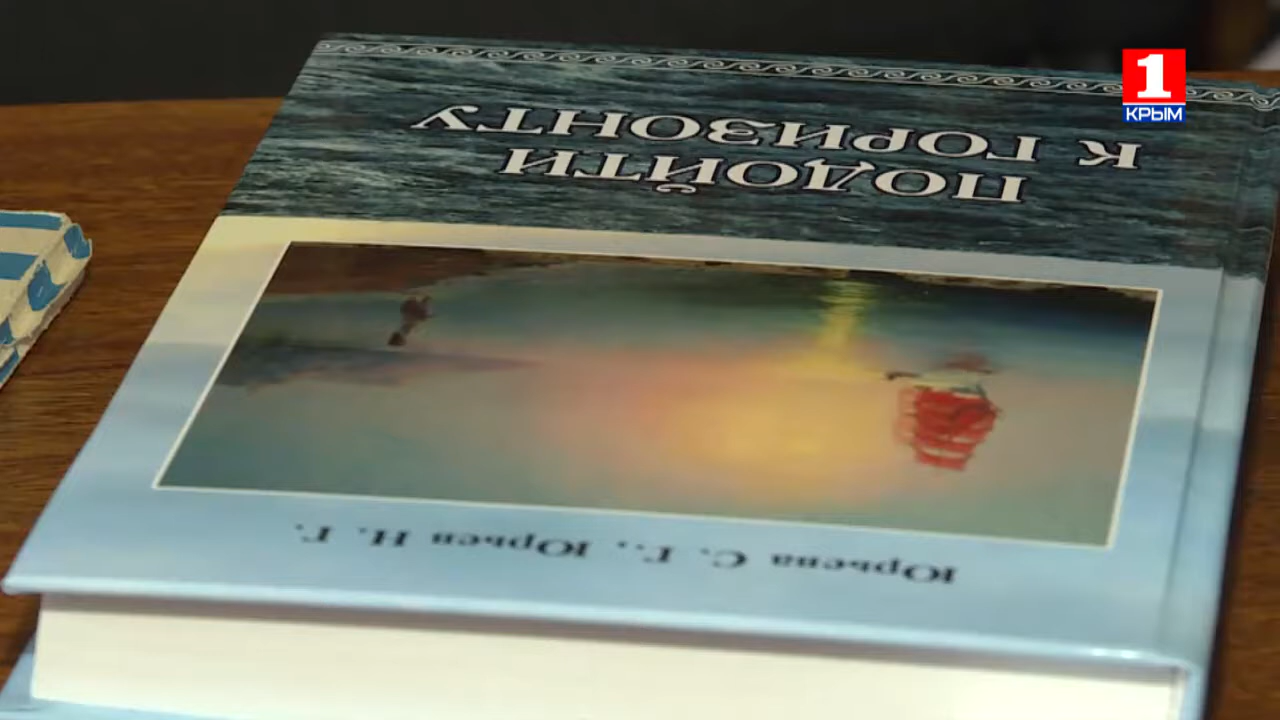 1
КРЫМ
Юрьева С. Г., Юрьев Н. Г.
ПОДОЙТИ
К ГОРИЗОНТУ